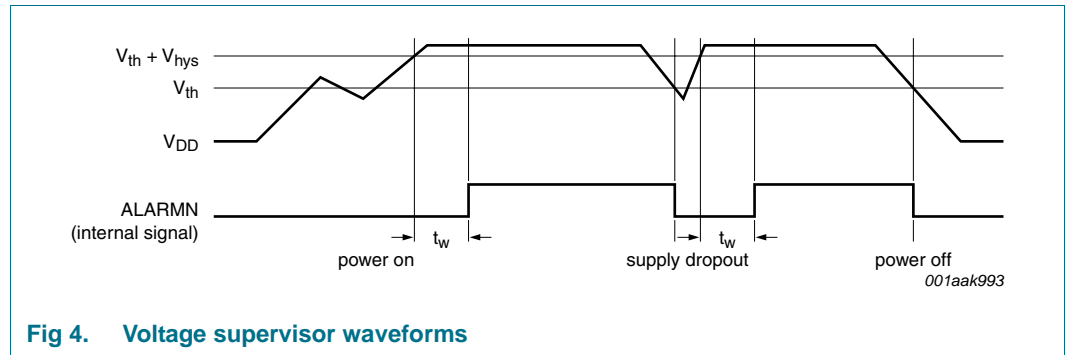 Vth + Vhys
Vth
VDD
ALARMN
(internal signal)
tw
tw
power on
supply dropout
power off
001aak993
Fig 4. Voltage supervisor waveforms